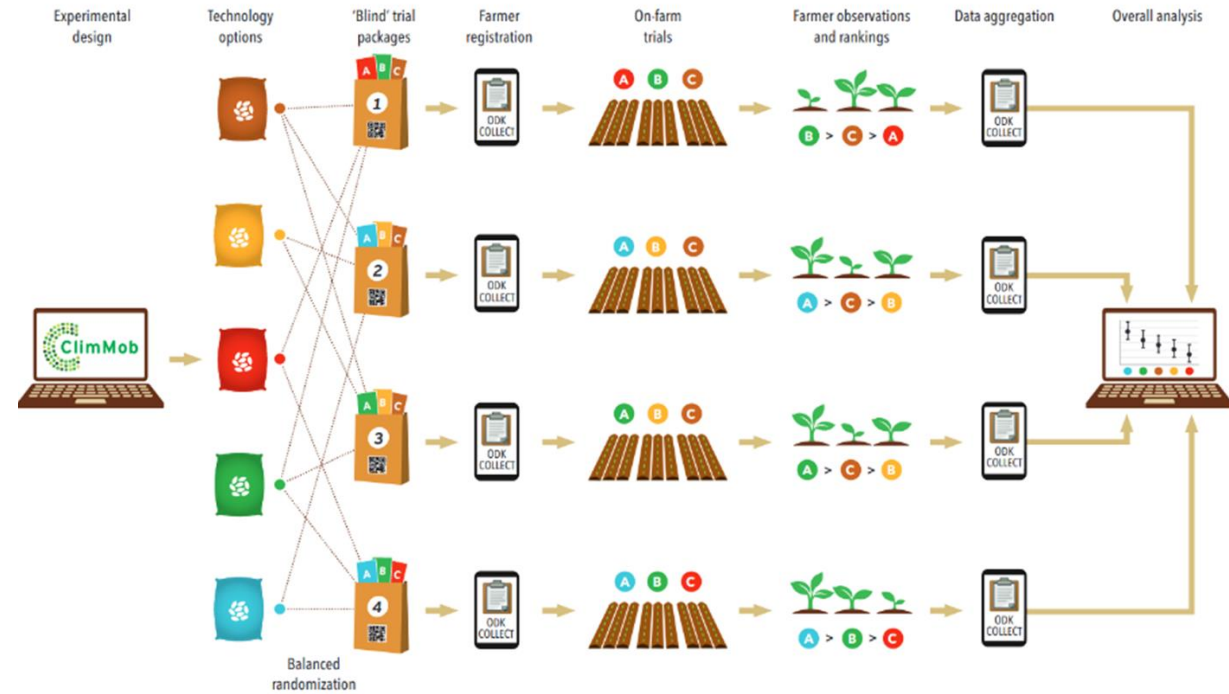 Experimental
design
Technology
options
‘Blind’ trial
packages
Farmer
registration
On-farm
trials
Farmer observations
and rankings
Data aggregation
Overall analysis
A B C
1
ODK
COLLECT
A B C
B > C > A
ODK
COLLECT
A B C
2
ODK
COLLECT
A B C
A > C > B
ODK
COLLECT
ClimMob
A B C
3
ODK
COLLECT
A B C
A > C > B
ODK
COLLECT
A B C
4
ODK
COLLECT
A B C
A > B > C
ODK
COLLECT
Balanced
randomization